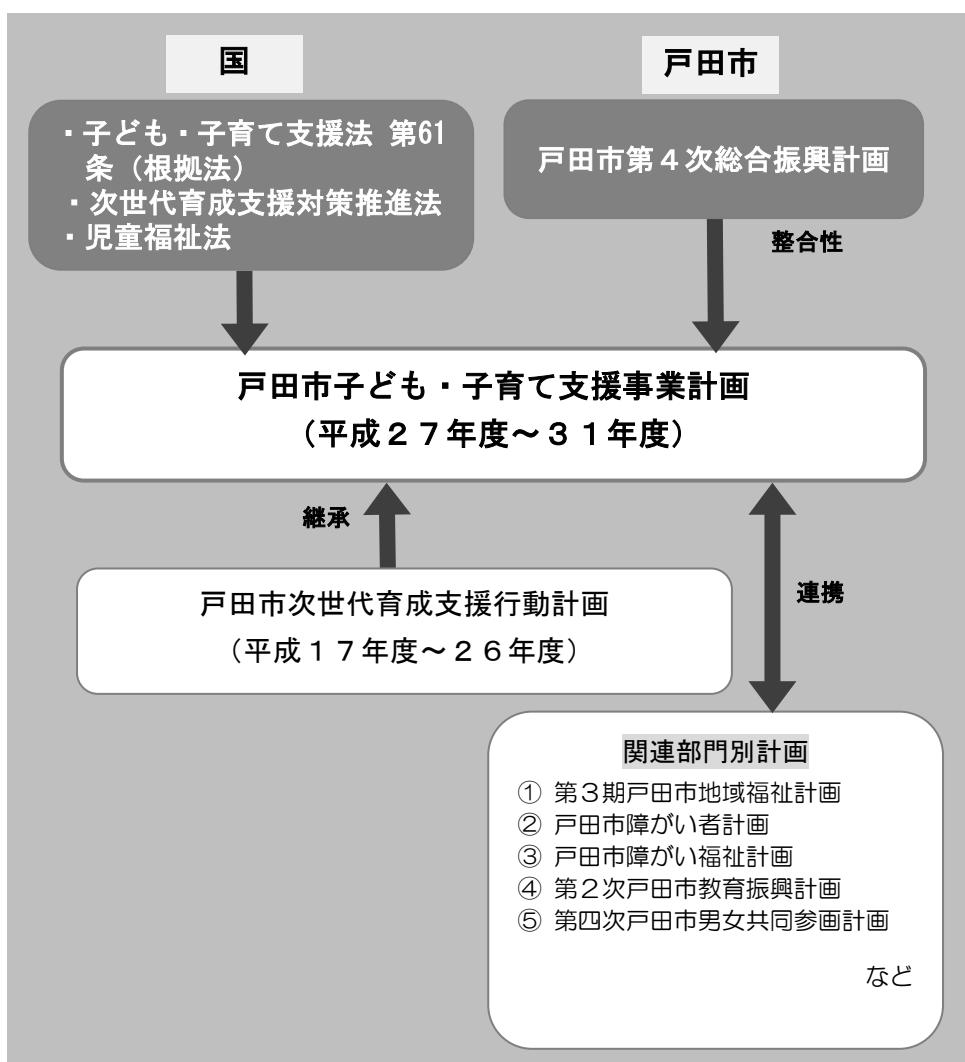 国
戸田市
・子ども・子育て支援法 第61
条（根拠法）
・次世代育成支援対策推進法
・児童福祉法
戸田市第４次総合振興計画
整合性
戸田市子ども・子育て支援事業計画
（平成２７年度～３１年度）
継承
戸田市次世代育成支援行動計画
（平成１７年度～２６年度）
連携
関連部門別計画
① 第３期戸田市地域福祉計画
② 戸田市障がい者計画
③ 戸田市障がい福祉計画
④ 第２次戸田市教育振興計画
⑤ 第四次戸田市男女共同参画計画
など